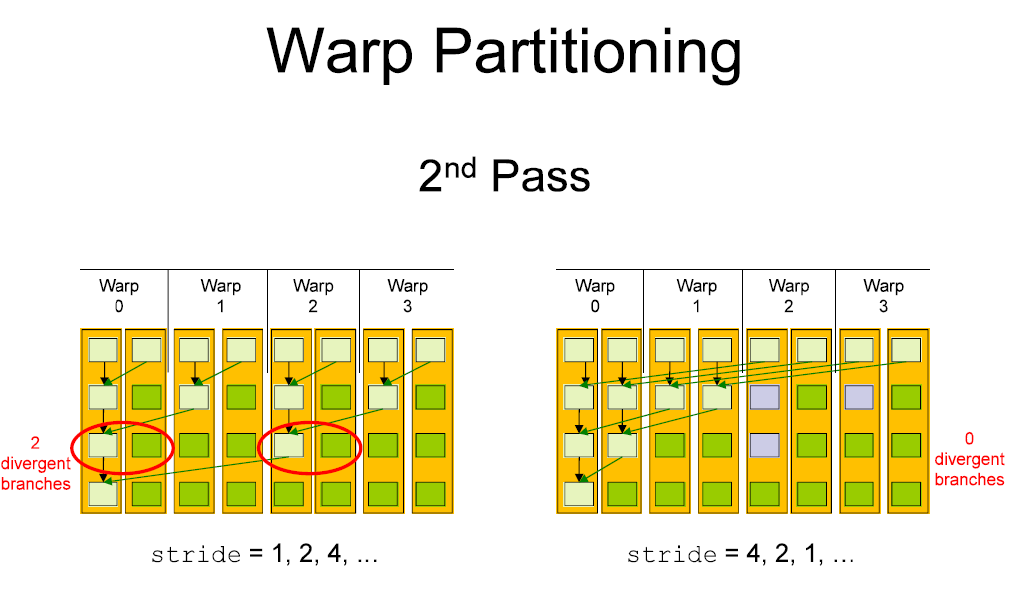 Warp Partitioning
2nd Pass
Warp
0
Warp
1
Warp
2
Warp
3
2
divergent
branches
stride = 1, 2, 4, …
Warp
0
Warp
1
Warp
2
Warp
3
0
divergent
branches
stride = 4, 2, 1, …